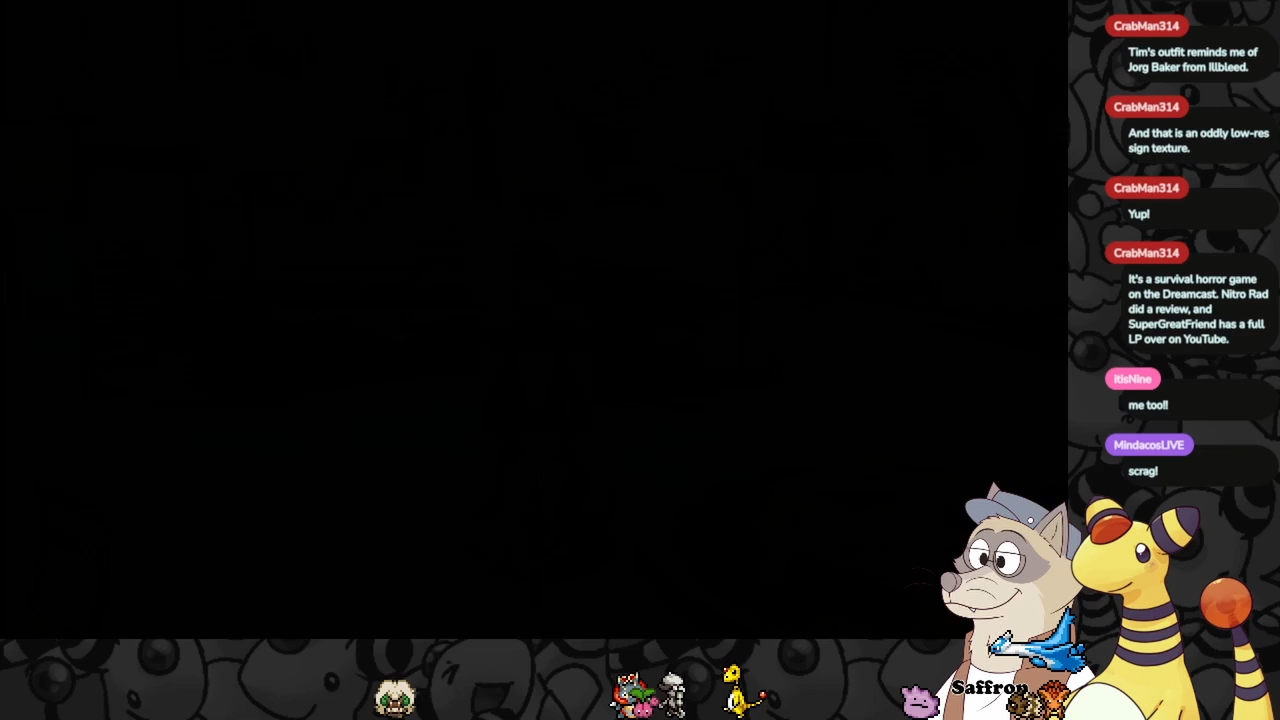 CrabMan314
Tim's outfit reminds me of
Jorg Baker from Illbleed.
CrabMan314
And that is an oddly low-res
sign texture.
CrabMan314
Yup!
CrabMan314
It's a survival horror game
on the Dreamcast. Nitro Rad
did a review, and
SuperGreatFriend has a full
LP over on YouTube.
itisNine
me too!!
MindacosLIVE
scrag!
Saffron